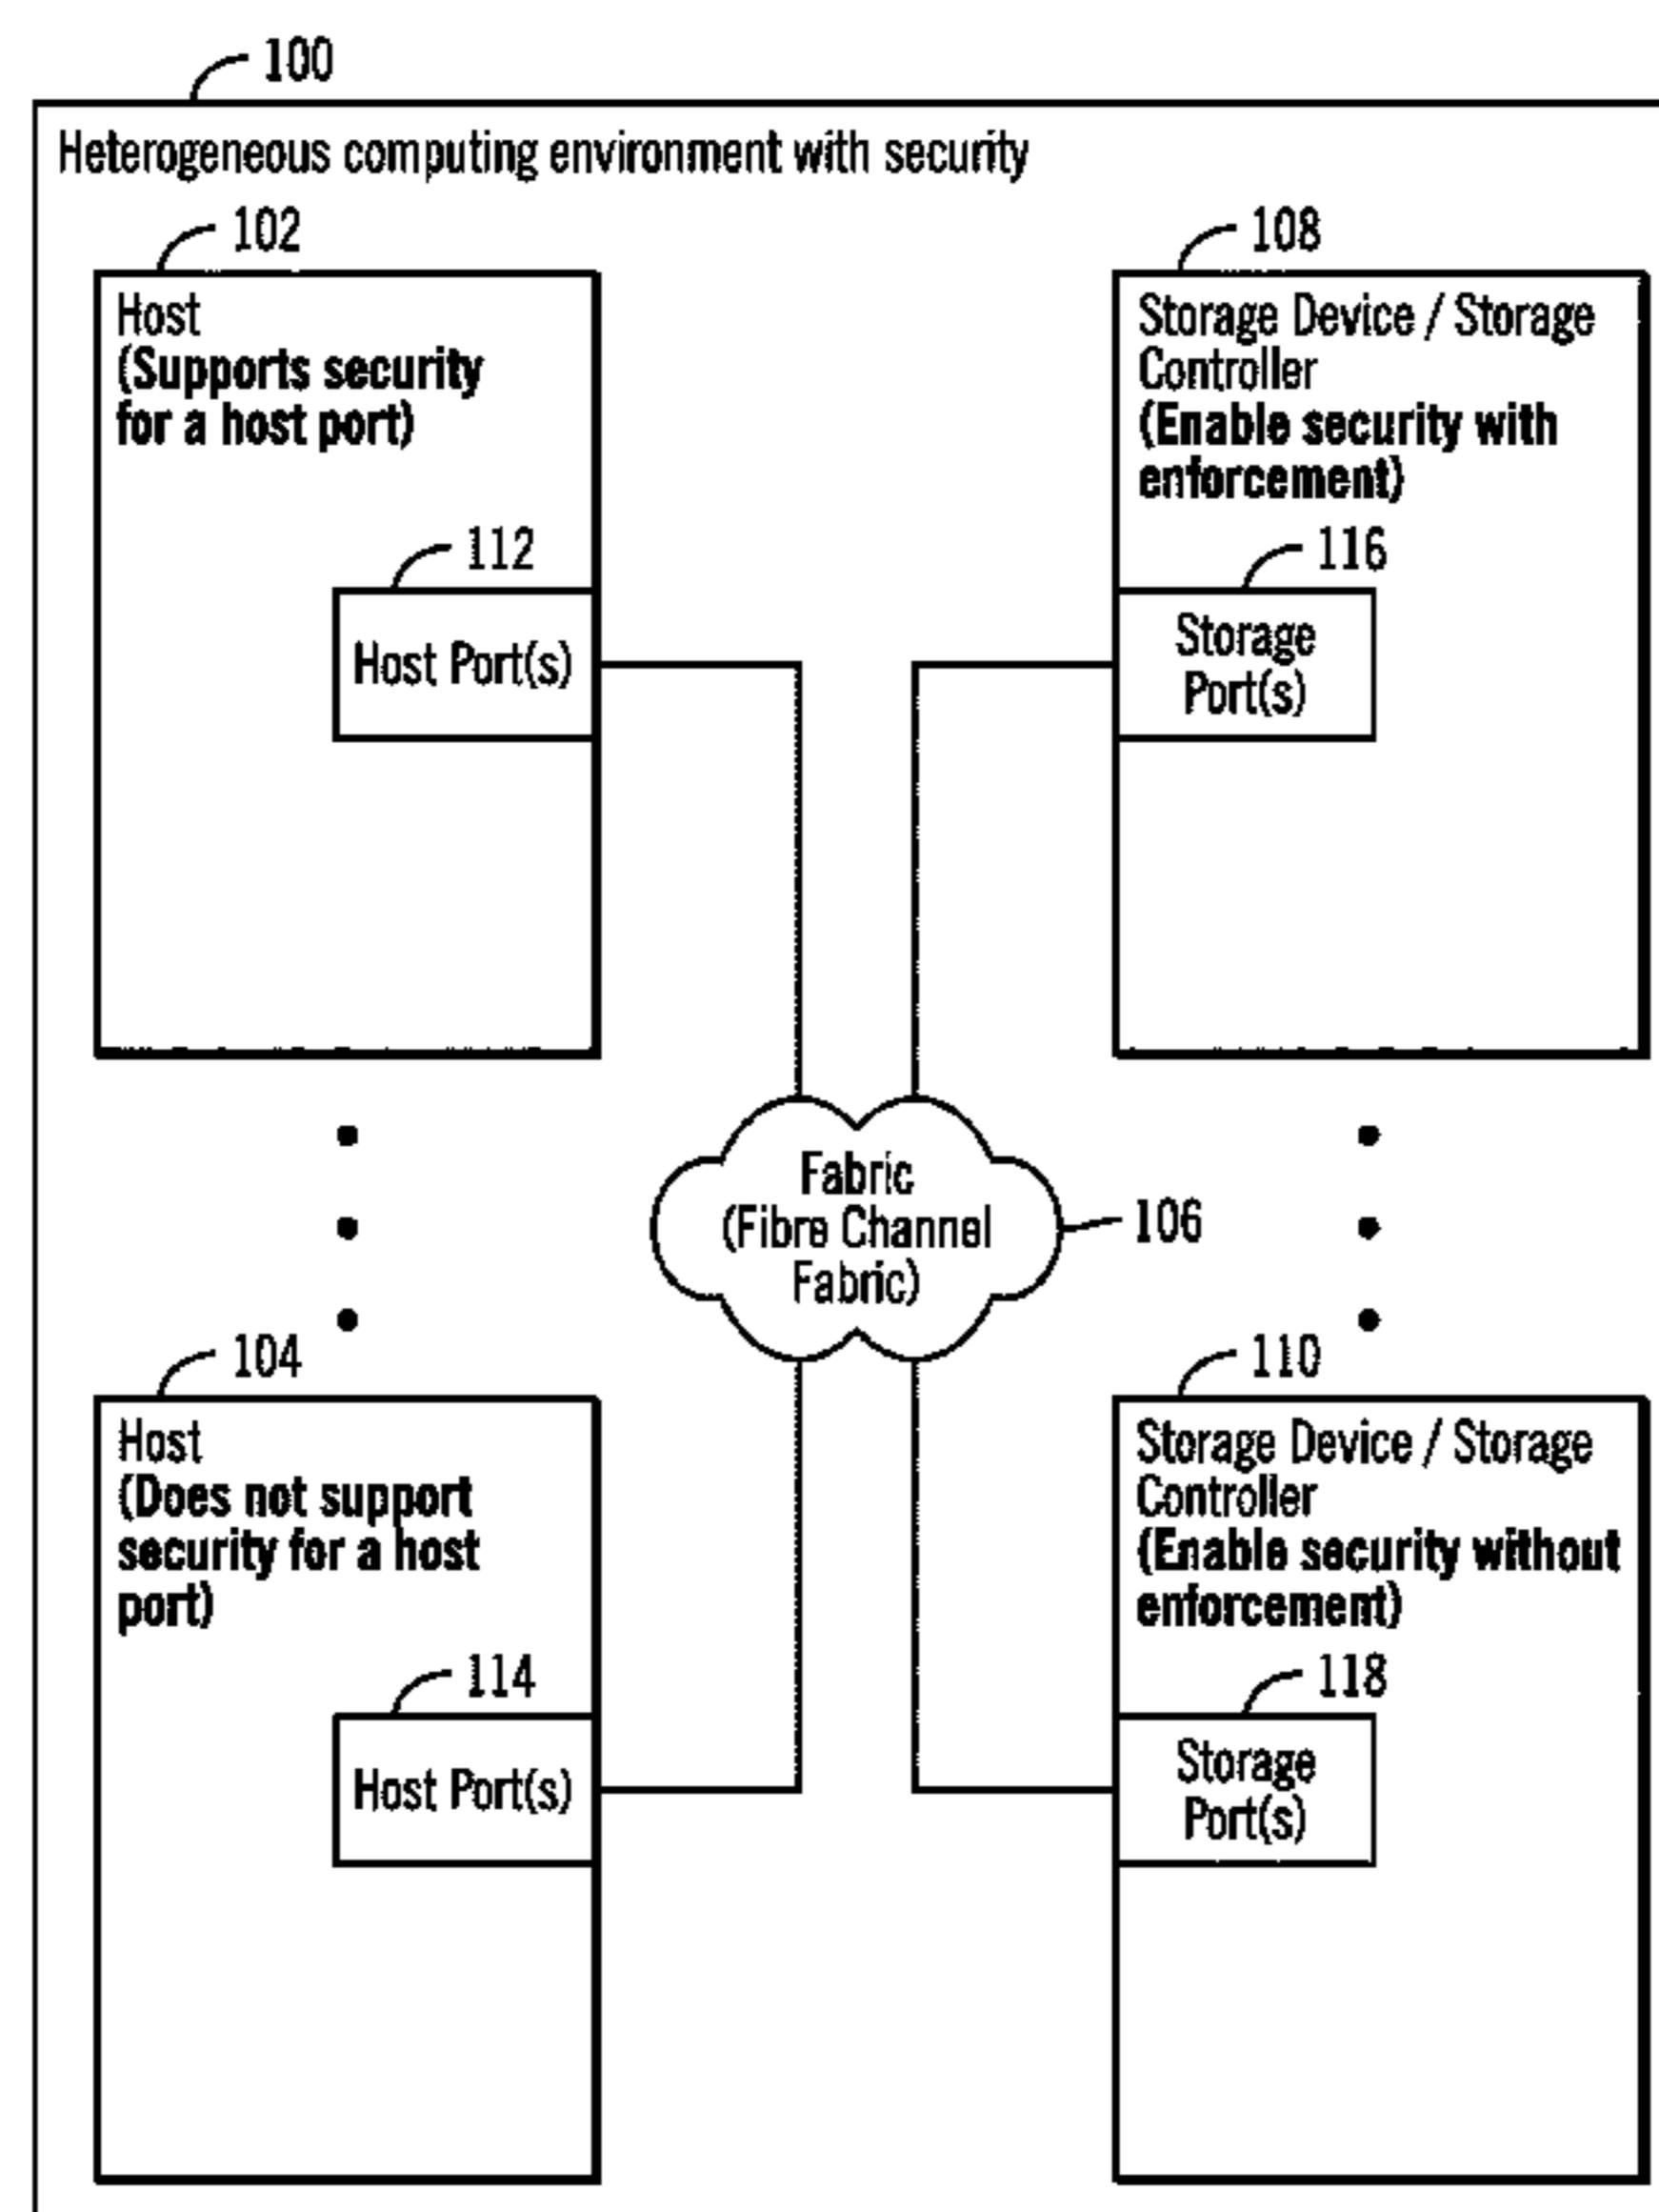 100
Heterogeneous computing environment with security
102
Host
(Supports security
for a host port)
112
Host Port(s)
108
Storage Device / Storage
Controller
(Enable security with
enforcement)
116
Storage
Port(s)
Fabric
(Fibre Channel
Fabric)
106
104
Host
(Does not support
security for a host
port)
114
Host Port(s)
110
Storage Device / Storage
Controller
(Enable security without
enforcement)
118
Storage
Port(s)